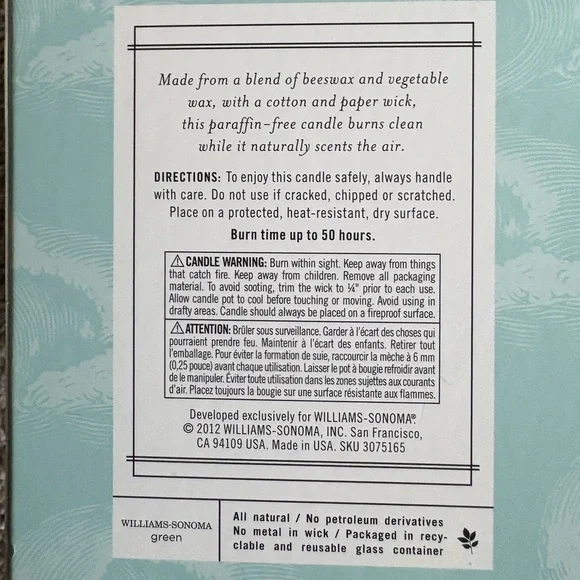 Made from a blend of beeswax and vegetable
wax, with a cotton and paper wick,
this paraffin-free candle burns clean
while it naturally scents the air.
DIRECTIONS: To enjoy this candle safely, always handle
with care. Do not use if cracked, chipped or scratched.
Place on a protected, heat-resistant, dry surface.
Burn time up to 50 hours.
⚠ CANDLE WARNING: Burn within sight. Keep away from things
that catch fire. Keep away from children. Remove all packaging
material. To avoid sooting, trim the wick to ¼" prior to each use.
Allow candle pot to cool before touching or moving. Avoid using in
drafty areas. Candle should always be placed on a fireproof surface.
⚠ ATTENTION: Brûler sous surveillance. Garder à l'écart des choses qui
pourraient prendre feu. Maintenir à l'écart des enfants. Retirer tout
l'emballage. Pour éviter la formation de suie, raccourcir la mèche à 6 mm
(0,25 pouce) avant chaque utilisation. Laisser le pot à bougie refroidir avant
de le manipuler. Éviter toute utilisation dans les zones sujettes aux courants
d'air. Placez toujours la bougie sur une surface résistante aux flammes.
Developed exclusively for WILLIAMS-SONOMA®.
© 2012 WILLIAMS-SONOMA, INC. San Francisco,
CA 94109 USA. Made in USA. SKU 3075165
WILLIAMS-SONOMA
green
All natural / No petroleum derivatives
No metal in wick / Packaged in recy-
clable and reusable glass container